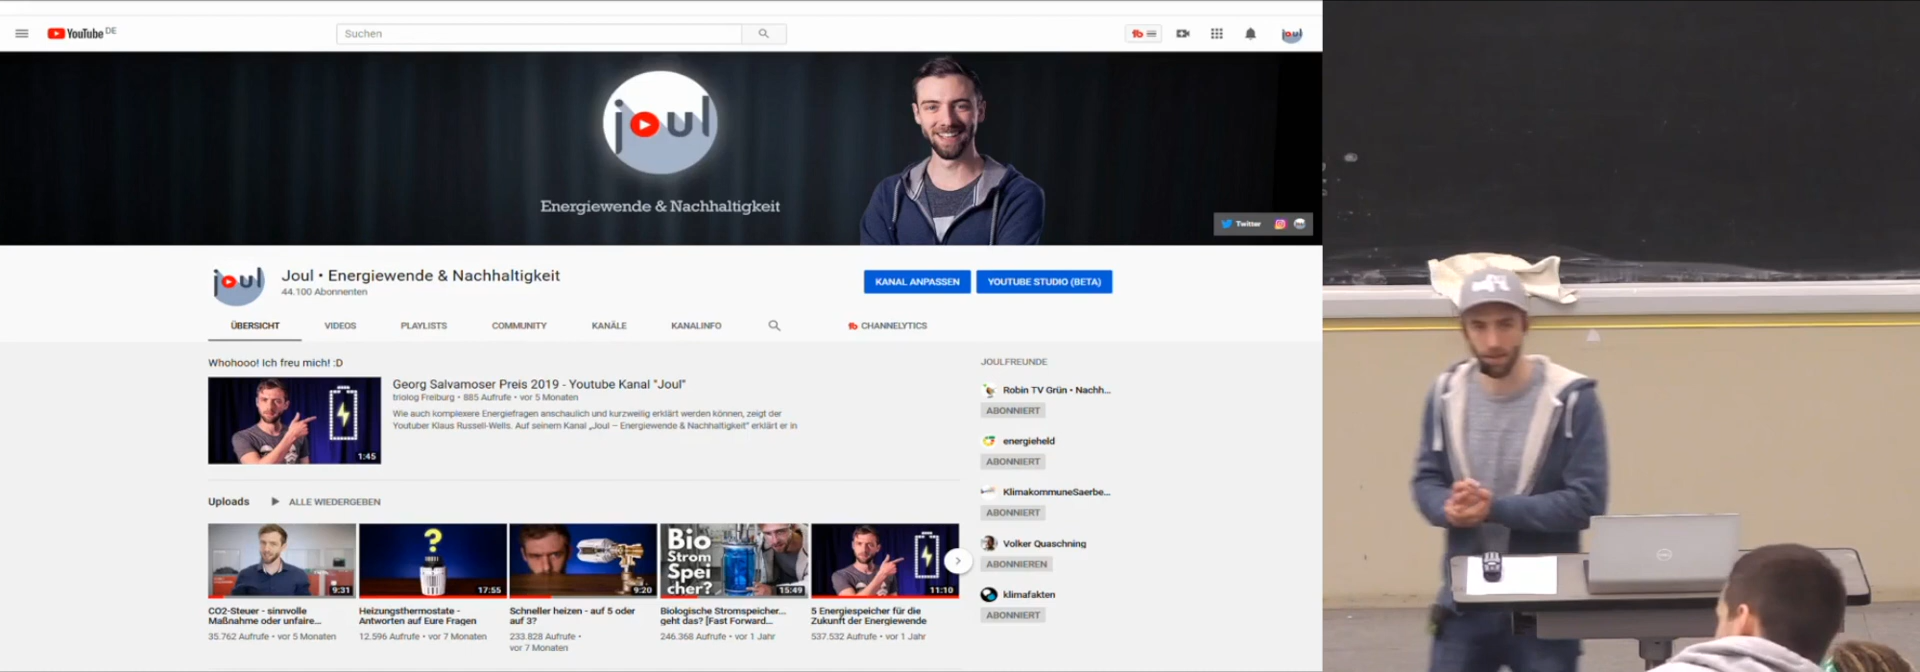 YouTube DE
Suchen
joul
Energiewende & Nachhaltigkeit
Twitter
joul
Joul • Energiewende & Nachhaltigkeit
44.100 Abonnenten
KANAL ANPASSEN
YOUTUBE STUDIO (BETA)
ÜBERSICHT
VIDEOS
PLAYLISTS
COMMUNITY
KANÄLE
KANALINFO
CHANNELYTICS
Whohooo! Ich freu mich! :D
1:45
Georg Salvamoser Preis 2019 - Youtube Kanal "Joul"
triolog Freiburg • 885 Aufrufe • vor 5 Monaten
Wie auch komplexere Energiefragen anschaulich und kurzweilig erklärt werden können, zeigt der
Youtuber Klaus Russell-Wells. Auf seinem Kanal „Joul – Energiewende & Nachhaltigkeit“ erklärt er in
Uploads
ALLE WIEDERGEBEN
9:31
CO2-Steuer - sinnvolle
Maßnahme oder unfaire...
35.762 Aufrufe • vor 5 Monaten
?
17:55
Heizungsthermostate -
Antworten auf Eure Fragen
12.596 Aufrufe • vor 7 Monaten
9:20
Schneller heizen - auf 5 oder
auf 3?
233.828 Aufrufe •
vor 7 Monaten
Bio
Strom
Spei
cher?
15:49
Biologische Stromspeicher...
geht das? [Fast Forward...
246.368 Aufrufe • vor 1 Jahr
11:10
5 Energiespeicher für die
Zukunft der Energiewende
537.532 Aufrufe • vor 1 Jahr
JOULFREUNDE
Robin TV Grün • Nachh...
ABONNIERT
energieheld
ABONNIERT
KlimakommuneSaerbe...
ABONNIERT
Volker Quaschning
ABONNIEREN
klimafakten
ABONNIERT